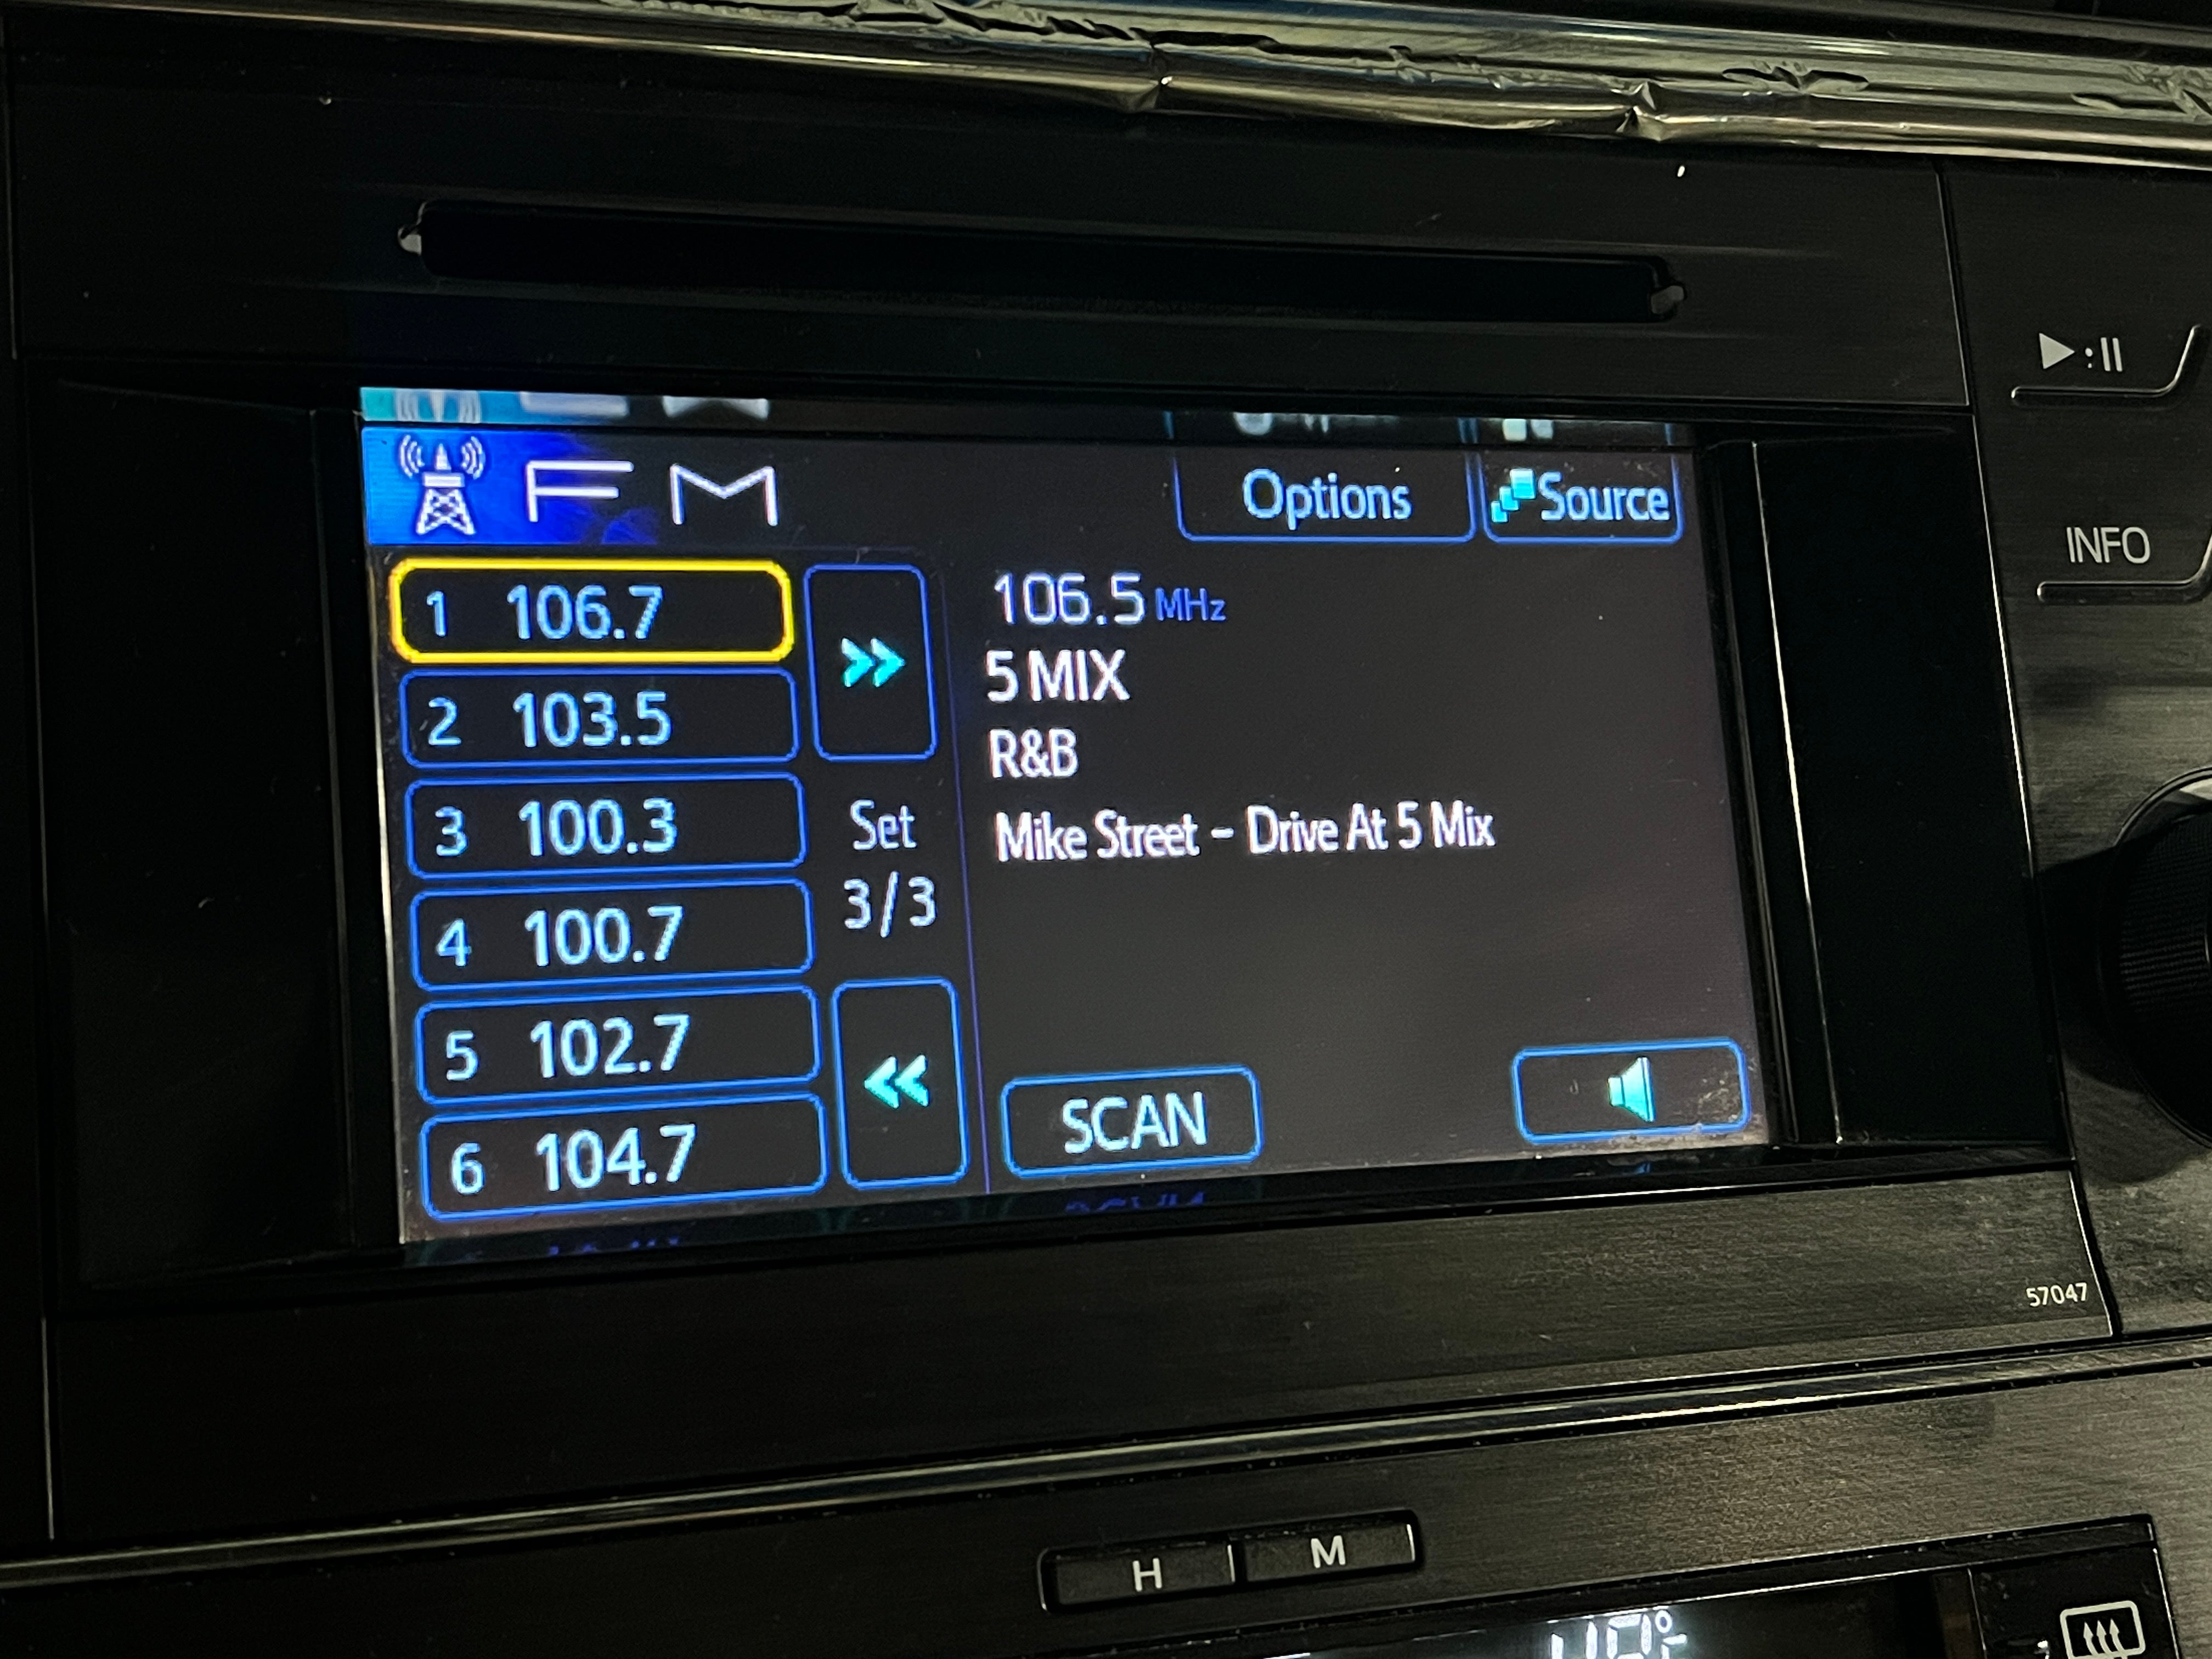 FM
Options
Source
1 106.7
2 103.5
3 100.3
4 100.7
5 102.7
6 104.7
Set
3/3
106.5 MHz
5 MIX
R&B
Mike Street - Drive At 5 Mix
SCAN
INFO
57047
H
M